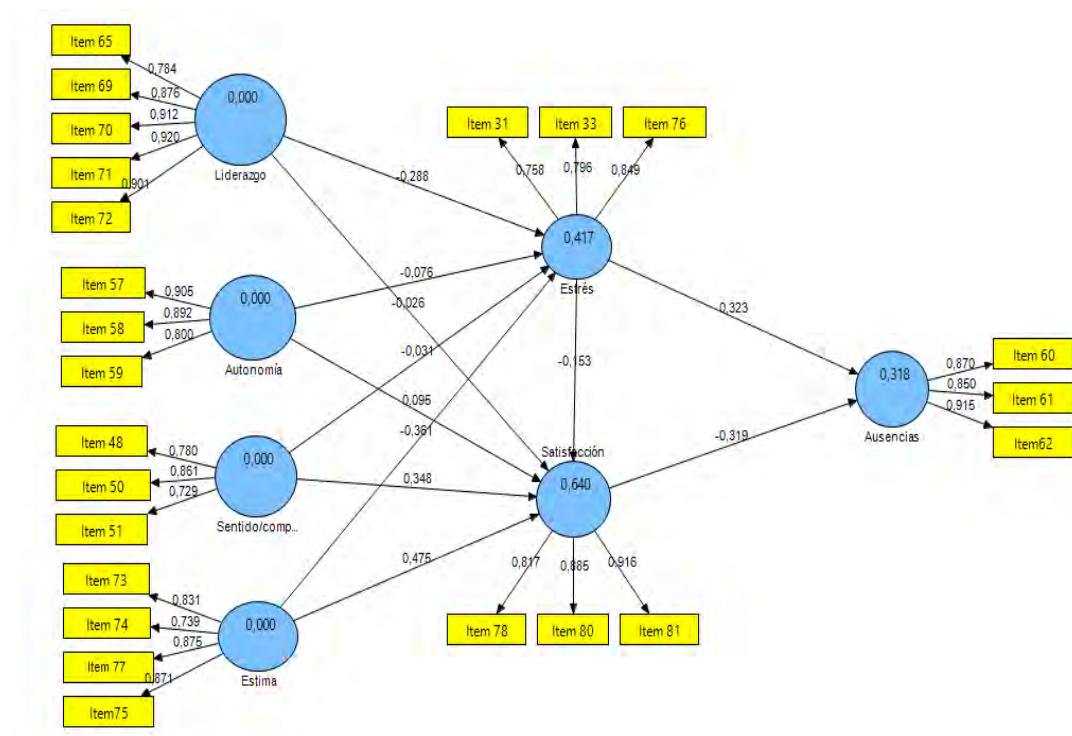 Item 65
0,784
Item 69
0,876
Item 70
0,912
Item 71
0,920
Item 72
0,901
0,000
Liderazgo
Item 57
0,905
Item 58
0,892
Item 59
0,800
0,000
Autonomía
Item 48
0,780
Item 50
0,861
Item 51
0,729
0,000
Sentido/comp...
Item 73
0,831
Item 74
0,739
Item 77
0,875
Item75
0,871
0,000
Estima
-0,288
-0,026
-0,076
0,095
-0,031
0,348
-0,361
0,475
Item 31
Item 33
Item 76
0,758
0,796
0,849
0,417
Estrés
-0,153
Satisfacción
0,640
0,817
0,885
0,916
Item 78
Item 80
Item 81
0,323
-0,319
0,318
Ausencias
0,870
Item 60
0,850
Item 61
0,915
Item62